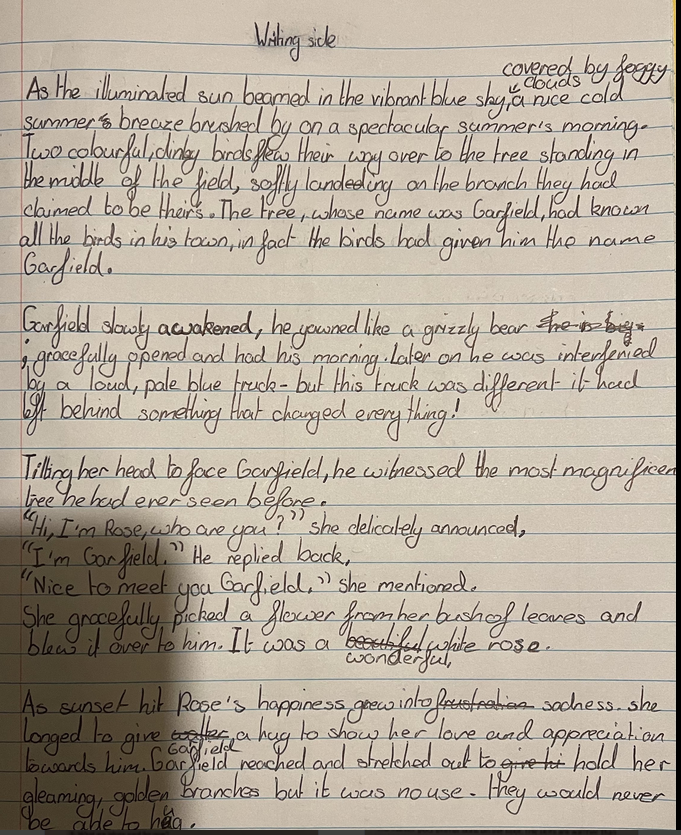 Writing side
covered by foggy
clouds
As the illuminated sun beamed in the vibrant blue sky, a nice cold
summer's breaze brushed by on a spectacular summer's morning.
Two colourful, dinky birds flew their way over to the tree standing in
the middle of the field, softly landeding on the branch they had
claimed to be theirs. The tree, whose name was Garfield, had known
all the birds in his town, in fact the birds had given him the name
Garfield.
Garfield slowly awakened, he yawned like a grizzly bear he is big.
; gracefully opened and had his morning. Later on he was interfenied
by a loud, pale blue truck - but this truck was different it had
left behind something that changed everything!
Tilting her head to face Garfield, he witnessed the most magnificen
tree he had ever seen before.
"Hi, I'm Rose, who are you?" she delicately announced,
"I'm Garfield." He replied back,
"Nice to meet you Garfield." she mentioned.
She gracefully picked a flower from her bush of leaves and
blew it over to him. It was a beautiful white rose.
wonderful,
As sunset hit Rose's happiness grew into frustration sadness. she
longed to give a hug to show her love and appreciation
Garfield
towards him. Garfield reached and stretched out to give hi hold her
gleaming, golden branches but it was no use. They would never
be able to hug.